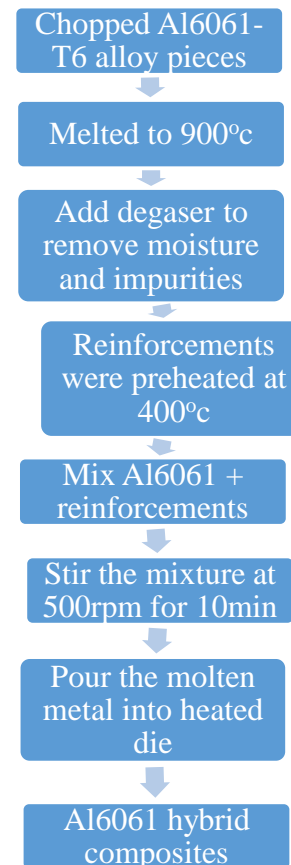 Chopped Al6061-
T6 alloy pieces
Melted to 900°c
Add degaser to
remove moisture
and impurities
Reinforcements
were preheated at
400°c
Mix Al6061 +
reinforcements
Stir the mixture at
500rpm for 10min
Pour the molten
metal into heated
die
Al6061 hybrid
composites